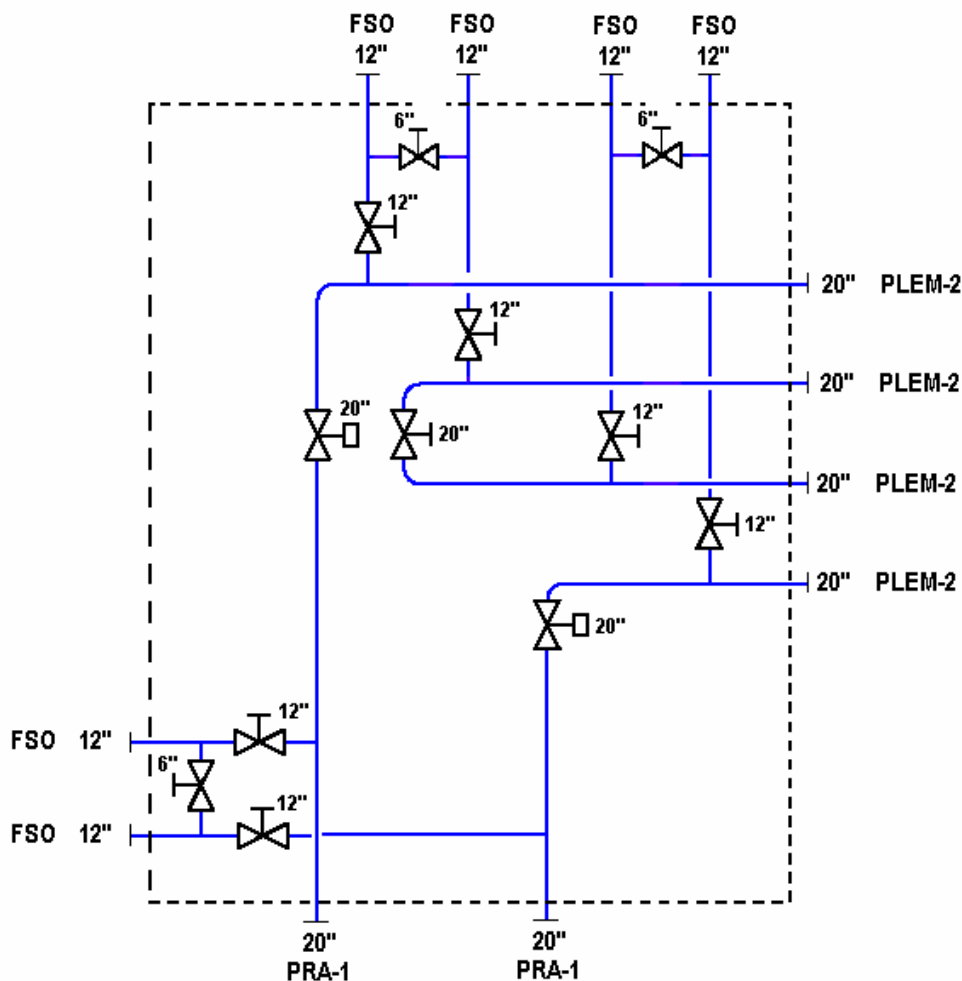 FSO FSO FSO FSO
12" 12" 12" 12"
6" 6"
12"
20" PLEM-2
12"
20" PLEM-2
20" 20" 12"
20" PLEM-2
12"
20" PLEM-2
20"
12"
FSO 12"
6"
12"
FSO 12"
20" 20"
PRA-1 PRA-1